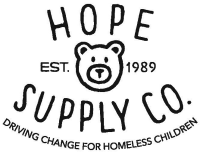 HOPE
EST. 1989
SUPPLY CO.
DRIVING CHANGE FOR HOMELESS CHILDREN